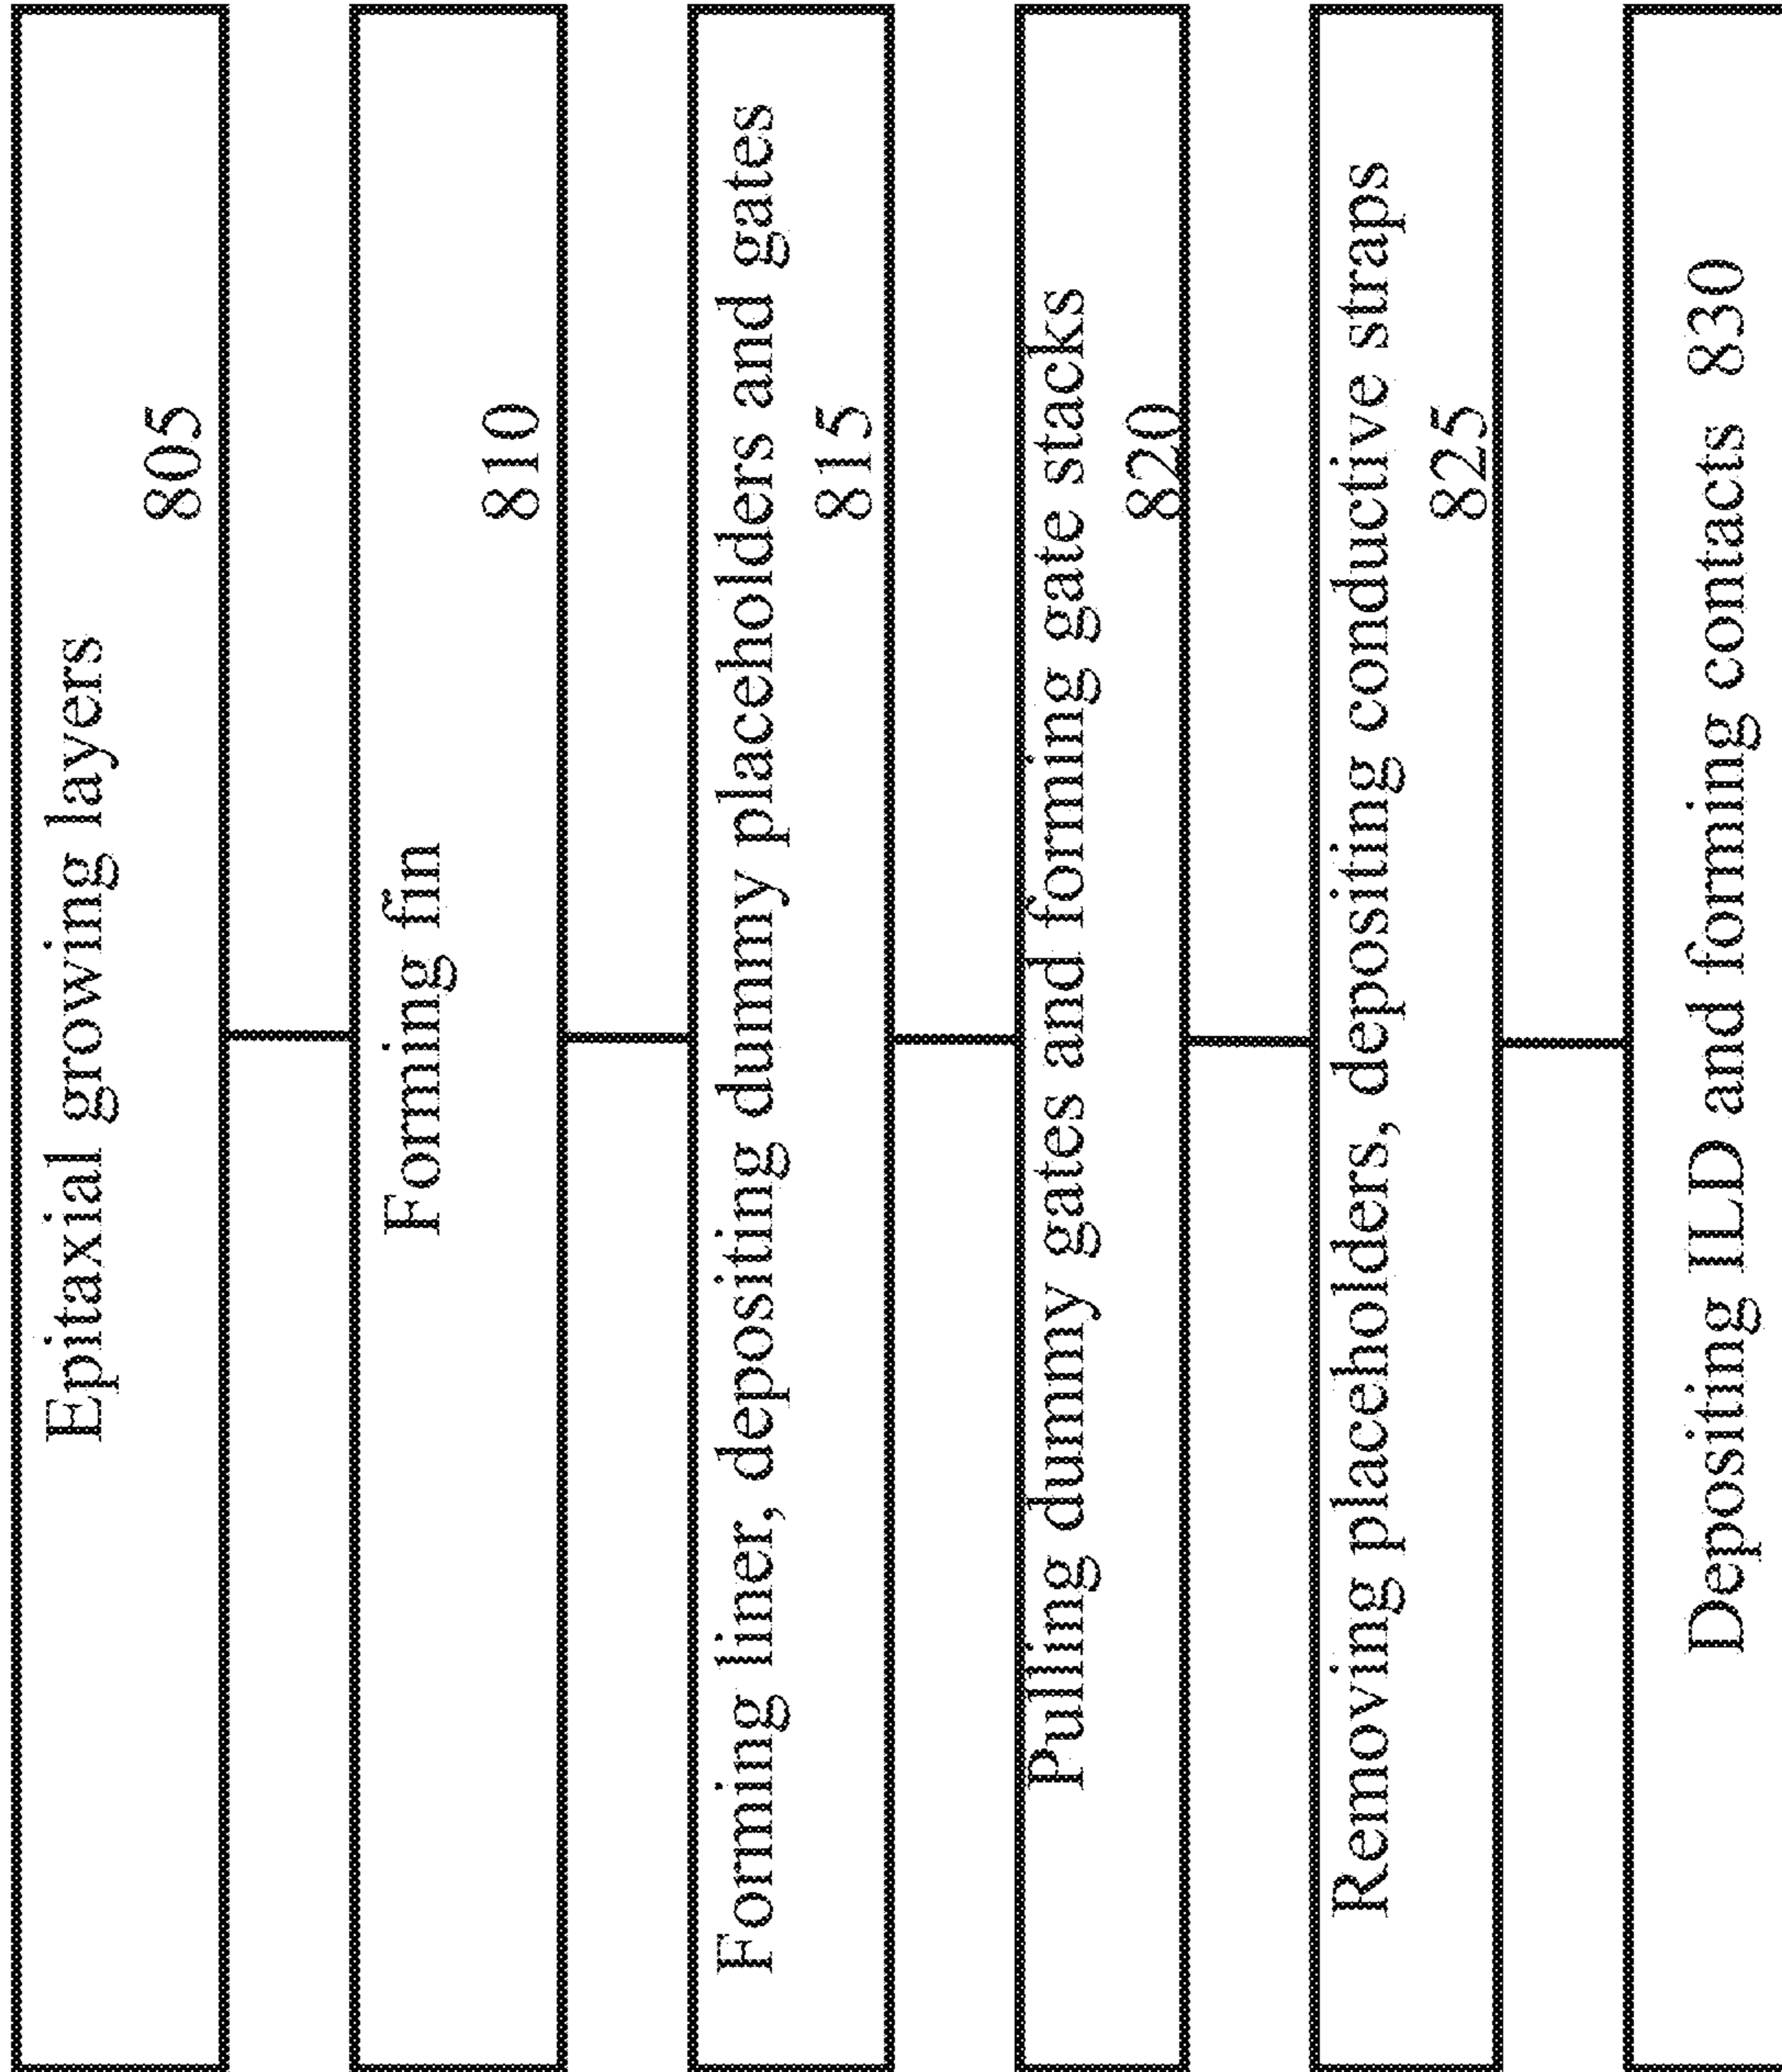 Epitaxial growing layers
805
Forming fin
810
Forming liner, depositing dummy placeholders and gates
815
Pulling dummy gates and forming gate stacks
820
Removing placeholders, depositing conductive straps
825
Depositing ILD and forming contacts 830